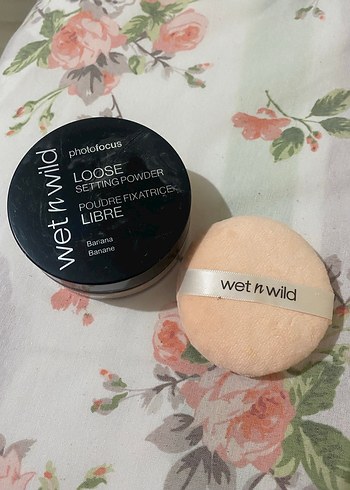 wet n wild
photofocus
LOOSE
SETTING POWDER
POUDRE FIXATRICE
LIBRE
Banana
Banane
wet n wild